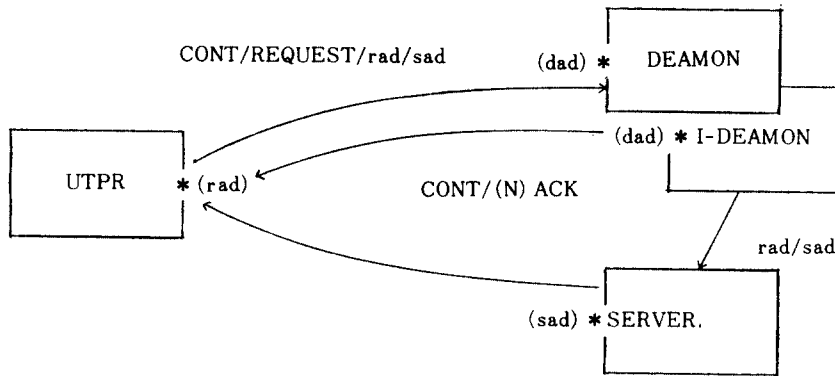 CONT/REQUEST/rad/sad
(dad) * DEAMON
(dad) * I-DEAMON
UTPR * (rad)
CONT/(N) ACK
rad/sad
(sad) * SERVER.